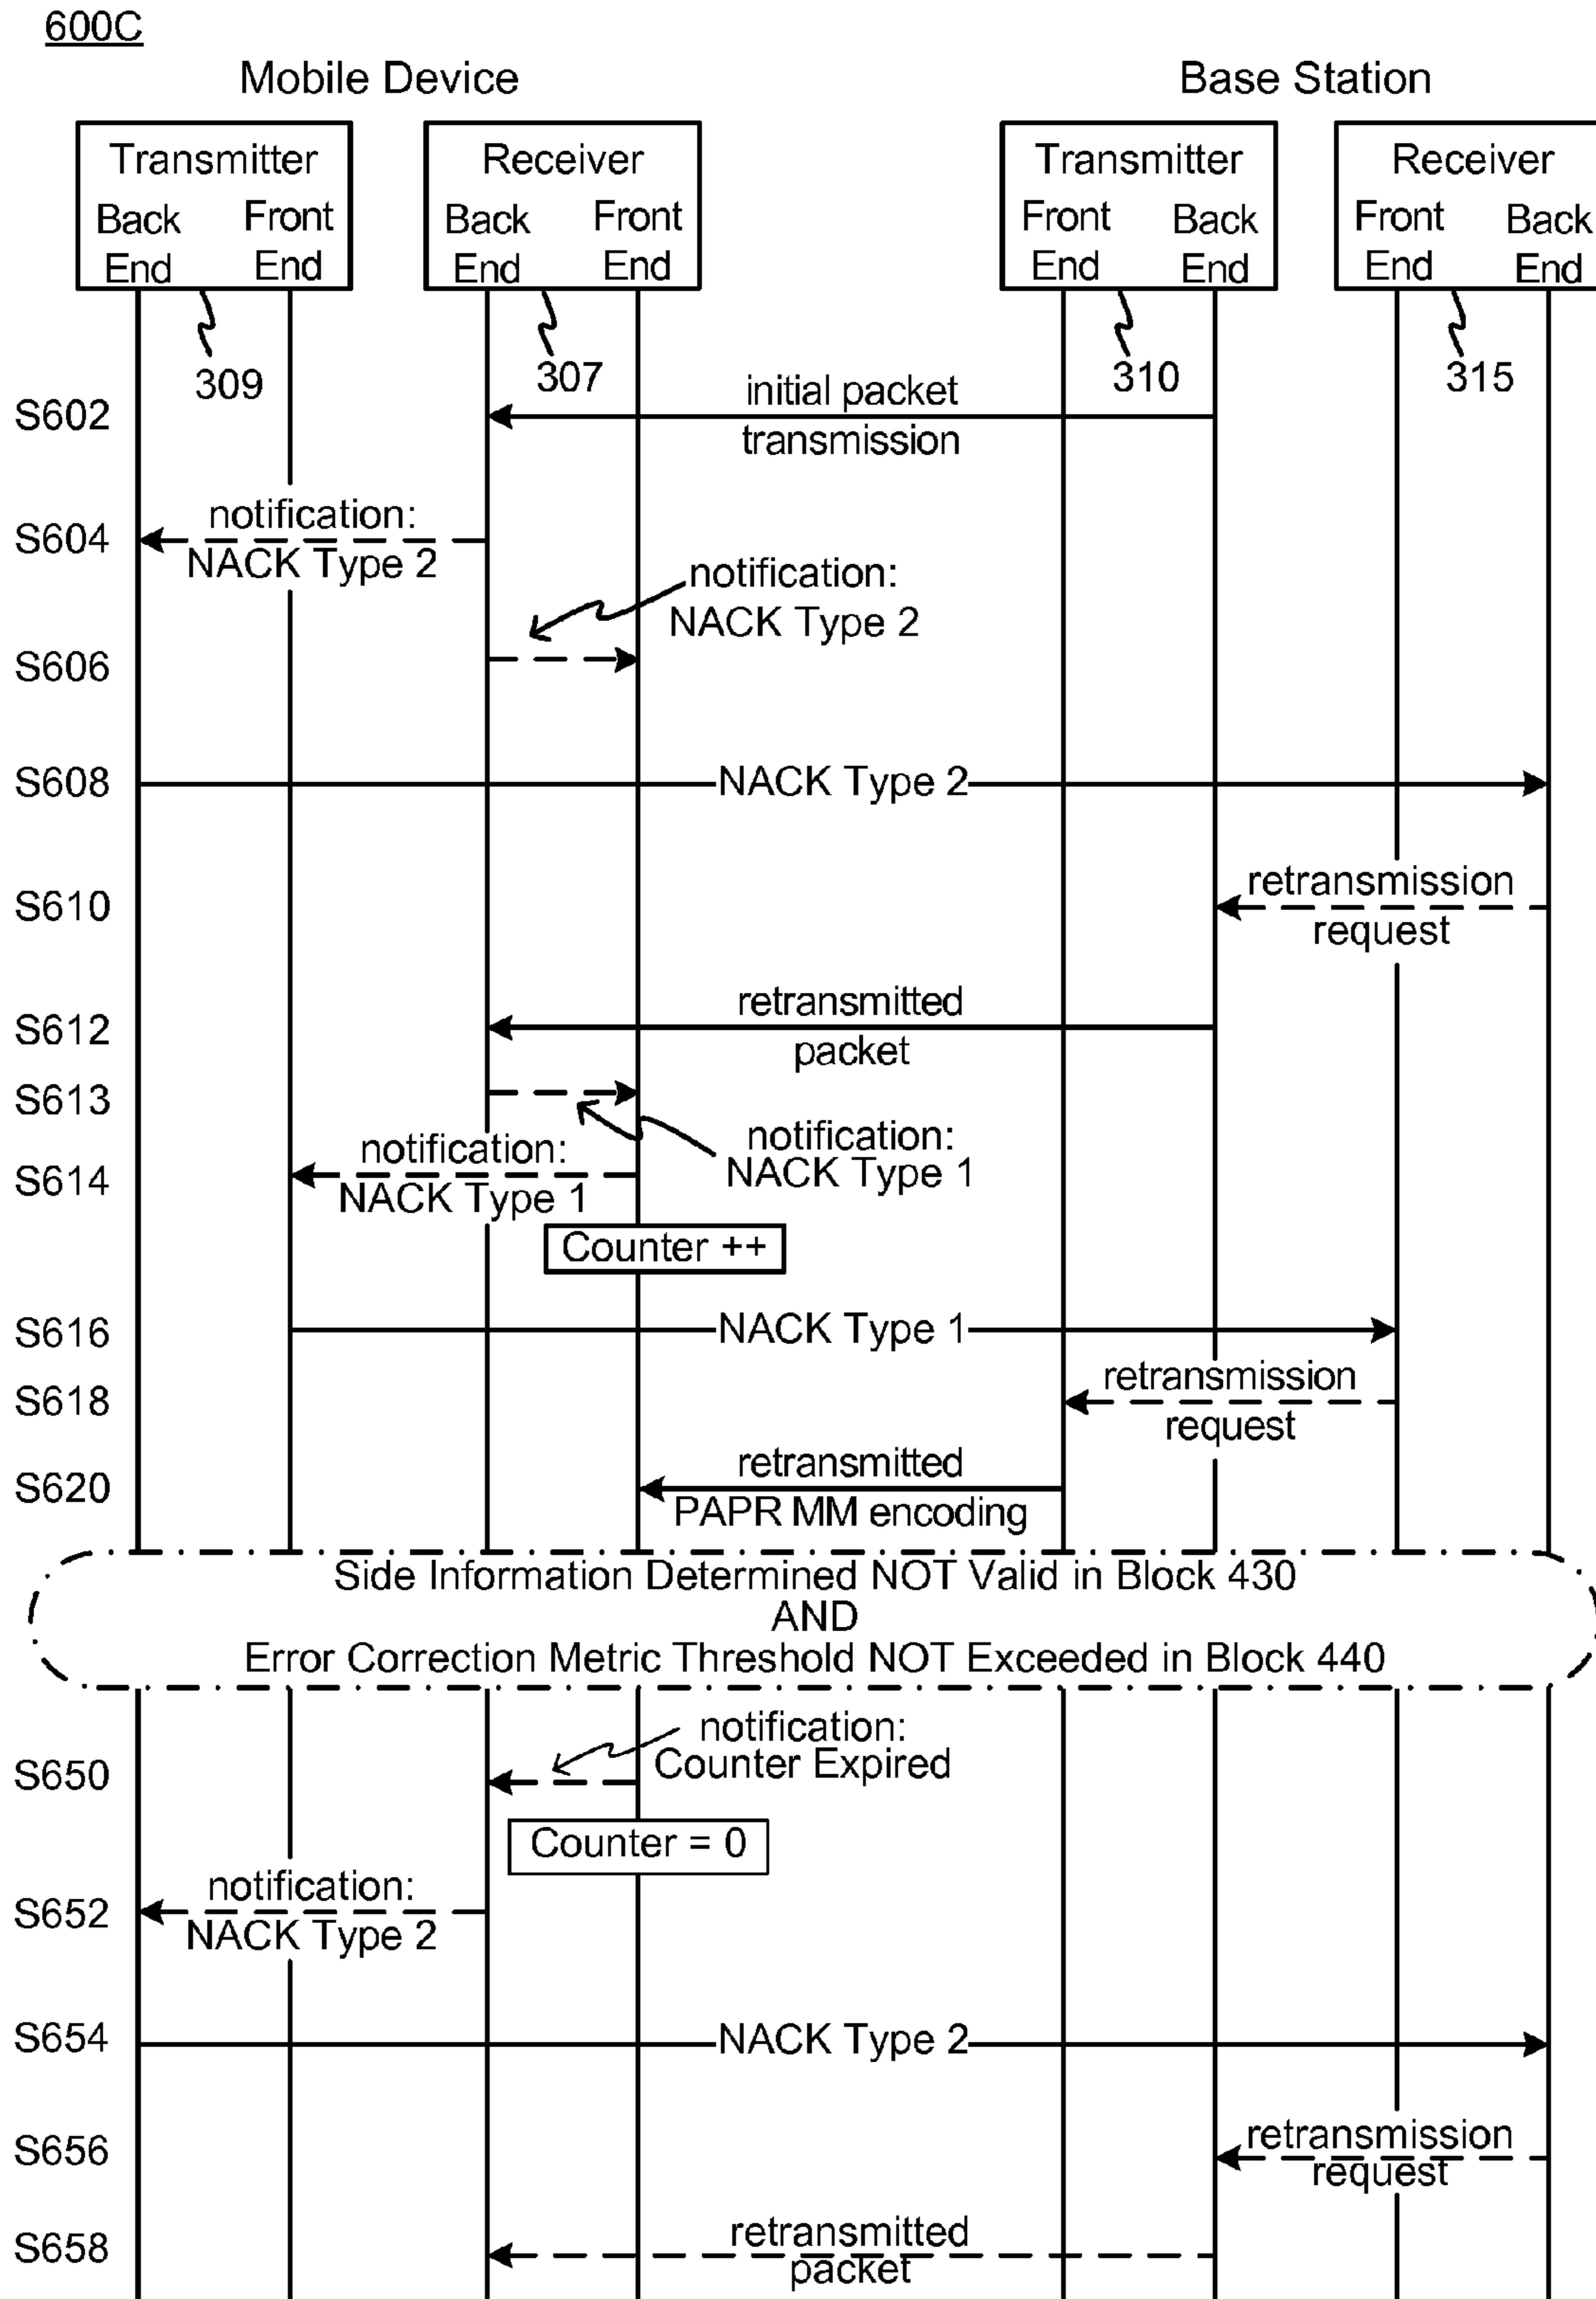 600C
Mobile Device
Base Station
Transmitter
Back End
Front End
Receiver
Back End
Front End
Transmitter
Front End
Back End
Receiver
Front End
Back End
309
307
310
315
S602
initial packet
transmission
S604
notification:
NACK Type 2
notification:
NACK Type 2
S606
S608
NACK Type 2
S610
retransmission
request
S612
retransmitted
packet
S613
notification:
NACK Type 1
S614
notification:
NACK Type 1
Counter ++
S616
NACK Type 1
S618
retransmission
request
S620
retransmitted
PAPR MM encoding
Side Information Determined NOT Valid in Block 430
AND
Error Correction Metric Threshold NOT Exceeded in Block 440
S650
notification:
Counter Expired
Counter = 0
S652
notification:
NACK Type 2
S654
NACK Type 2
S656
retransmission
request
S658
retransmitted
packet